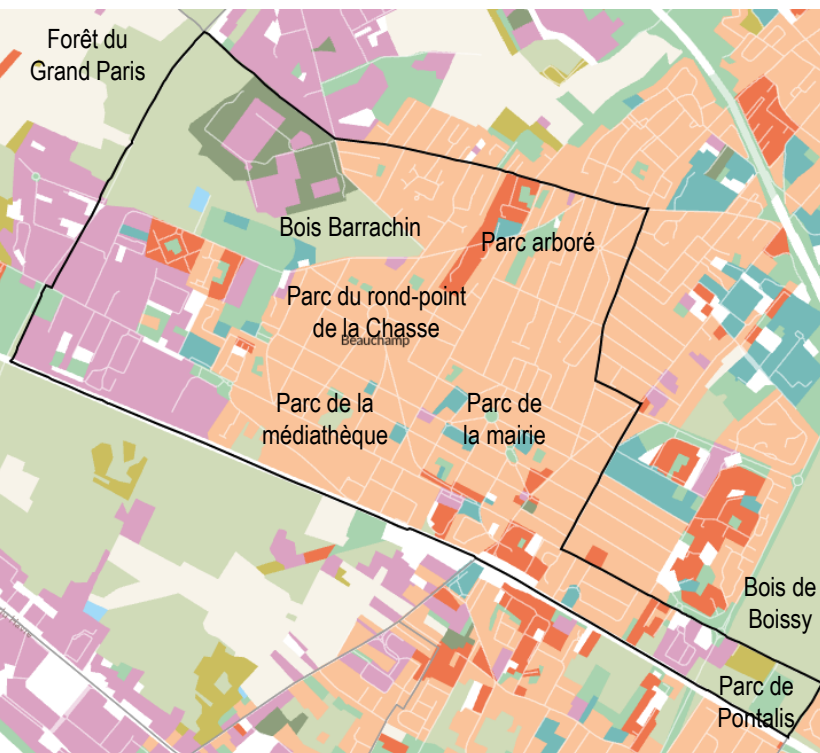 Forêt du
Grand Paris
Bois Barrachin
Parc arboré
Parc du rond-point
de la Chasse
Beauchamp
Parc de la
médiathèque
Parc de
la mairie
Bois de
Boissy
Parc de
Pontalis